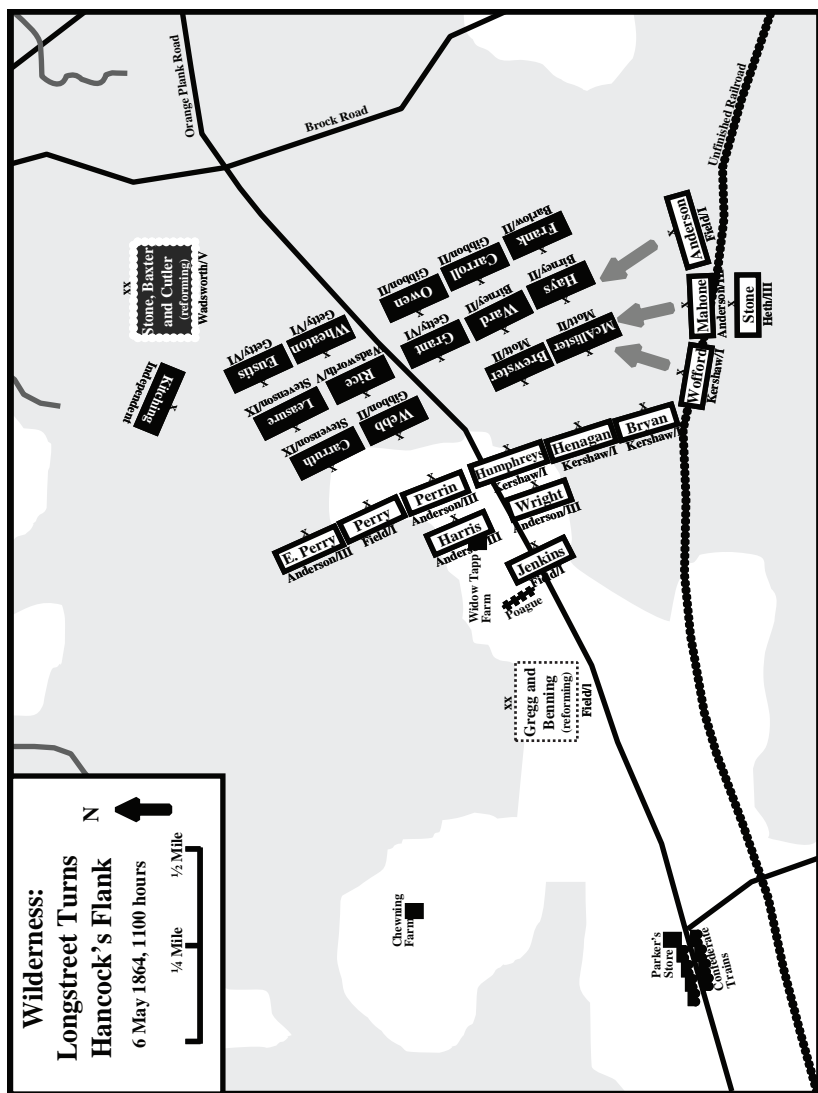 Wilderness:
Longstreet Turns
Hancock's Flank
6 May 1864, 1100 hours
¼ Mile
½ Mile
N
Orange Plank Road
Brock Road
Unfinished Railroad
xx
Stone, Baxter
and Cutler
(reforming)
Wadsworth/V
x
Kitching
Independent
x
Eustis
Getty/VI
x
Wheaton
Getty/VI
x
Leasure
Stevenson/IX
x
Rice
Wadsworth/V
x
Carruth
Stevenson/IX
x
Webb
Gibbon/II
x
Owen
Gibbon/II
x
Carroll
Gibbon/II
x
Frank
Barlow/II
x
Grant
Getty/VI
x
Ward
Birney/II
x
Hays
Birney/II
x
Brewster
Mott/II
x
McAllister
Mott/II
x
Anderson
Field/I
x
Mahone
Anderson/III
x
Stone
Heth/III
x
Wofford
Kershaw/I
x
Bryan
Kershaw/I
x
Henagan
Kershaw/I
x
Humphreys
Kershaw/I
x
Wright
Anderson/III
x
Perrin
Anderson/III
x
Harris
Anderson/III
x
Perry
Field/I
x
E. Perry
Anderson/III
x
Jenkins
Field/I
Widow Tapp
Farm
Poague
xx
Gregg and
Benning
(reforming)
Field/I
Chewning
Farm
Parker's
Store
Confederate
Trains